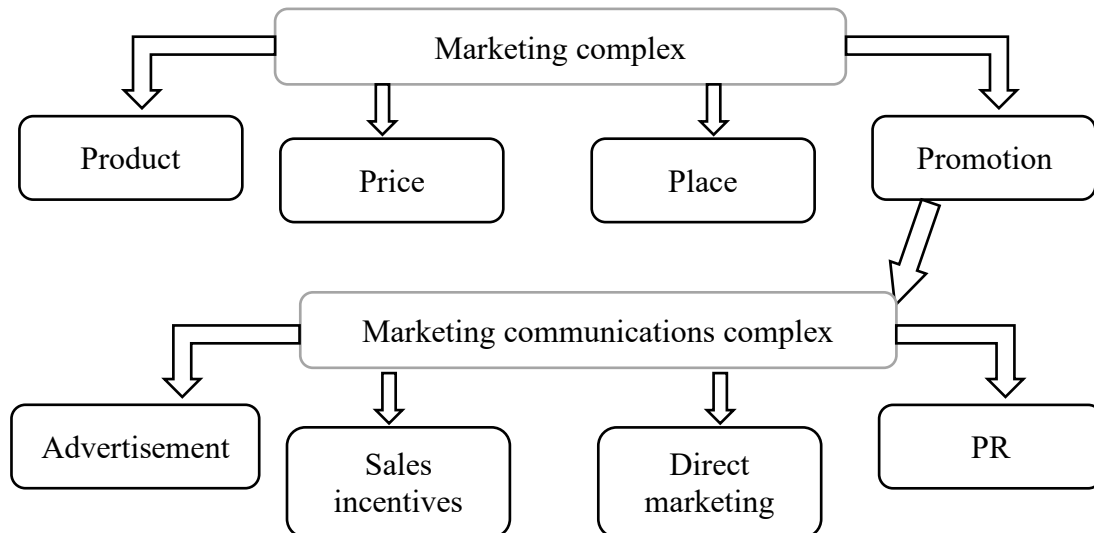 Marketing complex
Product
Price
Place
Promotion
Marketing communications complex
Advertisement
Sales
incentives
Direct
marketing
PR